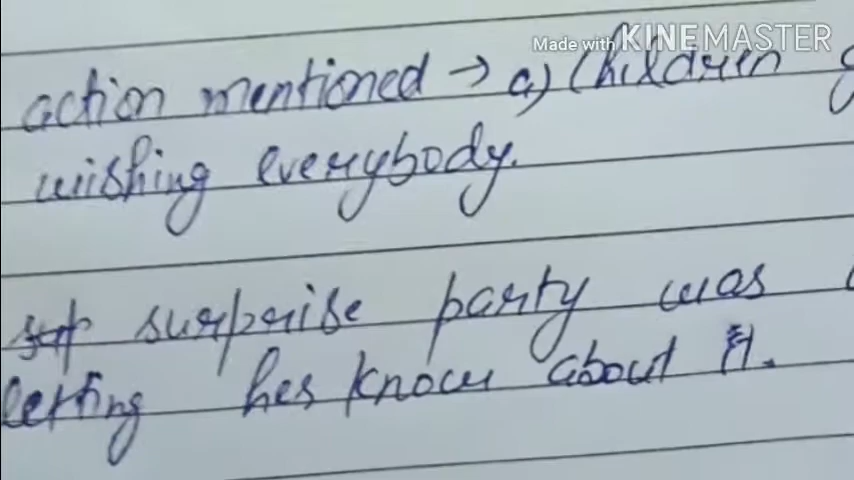 Made with KINEMASTER
action mentioned → a) Children g
wishing everybody.
surprise party was
letting her know about it.